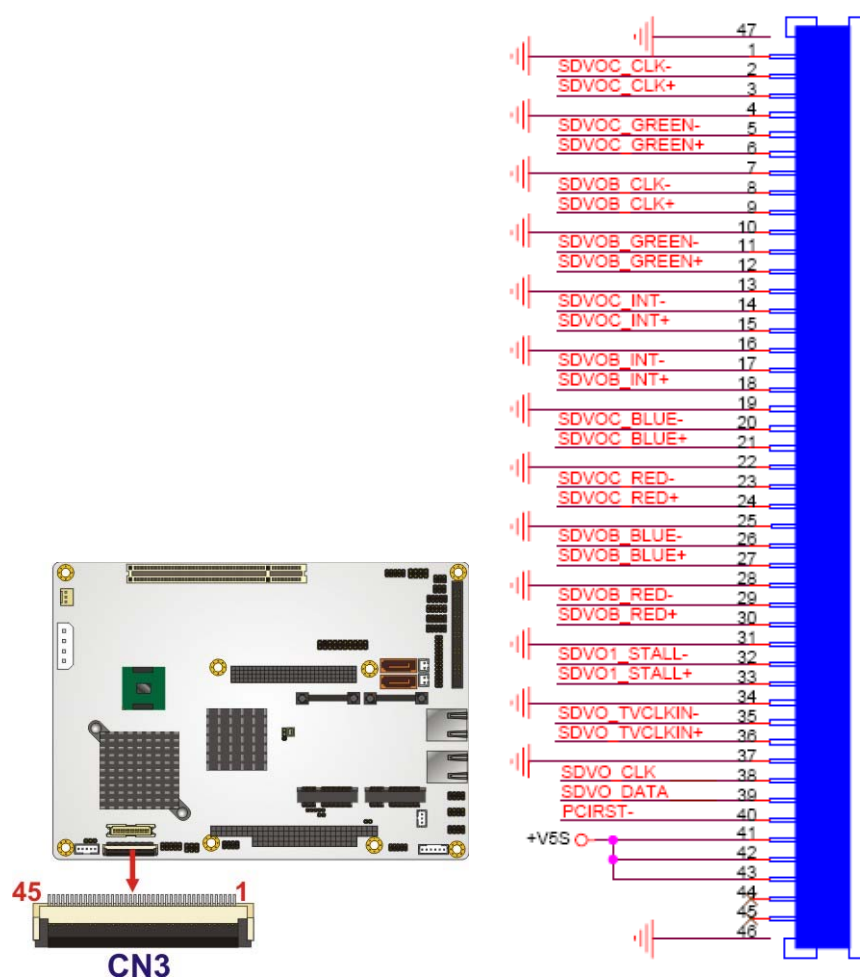 47
1
SDVOC_CLK- 2
SDVOC_CLK+ 3
4
SDVOC_GREEN- 5
SDVOC_GREEN+ 6
7
SDVOB_CLK- 8
SDVOB_CLK+ 9
10
SDVOB_GREEN- 11
SDVOB_GREEN+ 12
13
SDVOC_INT- 14
SDVOC_INT+ 15
16
SDVOB_INT- 17
SDVOB_INT+ 18
19
SDVOC_BLUE- 20
SDVOC_BLUE+ 21
22
SDVOC_RED- 23
SDVOC_RED+ 24
25
SDVOB_BLUE- 26
SDVOB_BLUE+ 27
28
SDVOB_RED- 29
SDVOB_RED+ 30
31
SDVO1_STALL- 32
SDVO1_STALL+ 33
34
SDVO_TVCLKIN- 35
SDVO_TVCLKIN+ 36
37
SDVO_CLK 38
SDVO_DATA 39
PCIRST- 40
+V5S 41
42
43
44
45
46
45 1
CN3